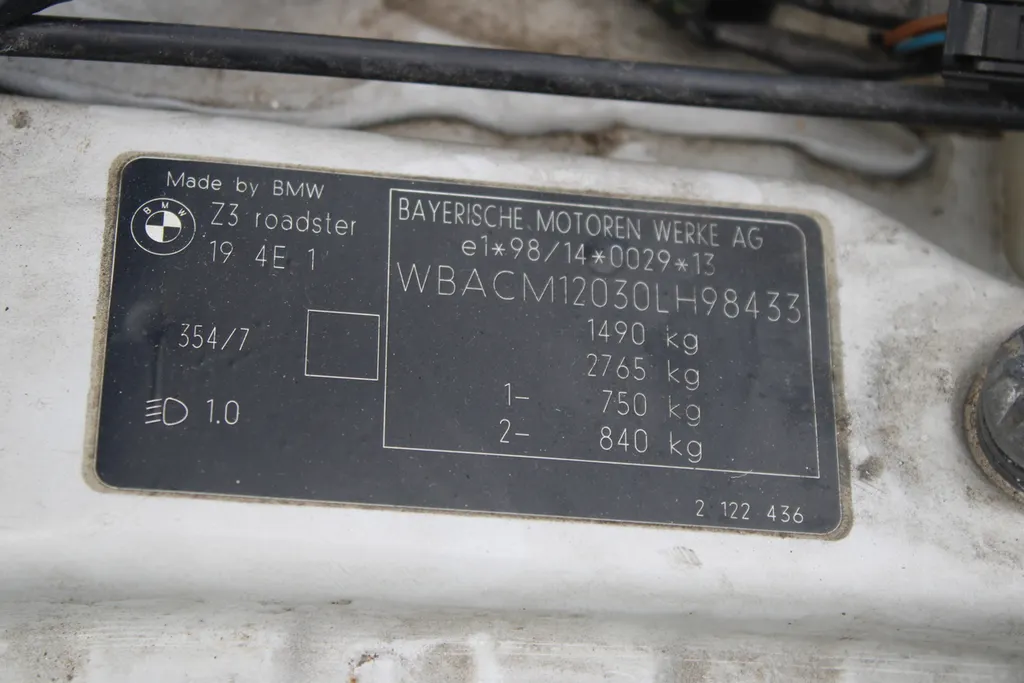 Made by BMW
BMW
Z3 roadster
19 4E 1
354/7
1.0
BAYERISCHE MOTOREN WERKE AG
e1*98/14*0029*13
WBACM12030LH98433
1490 kg
2765 kg
1- 750 kg
2- 840 kg
2 122 436